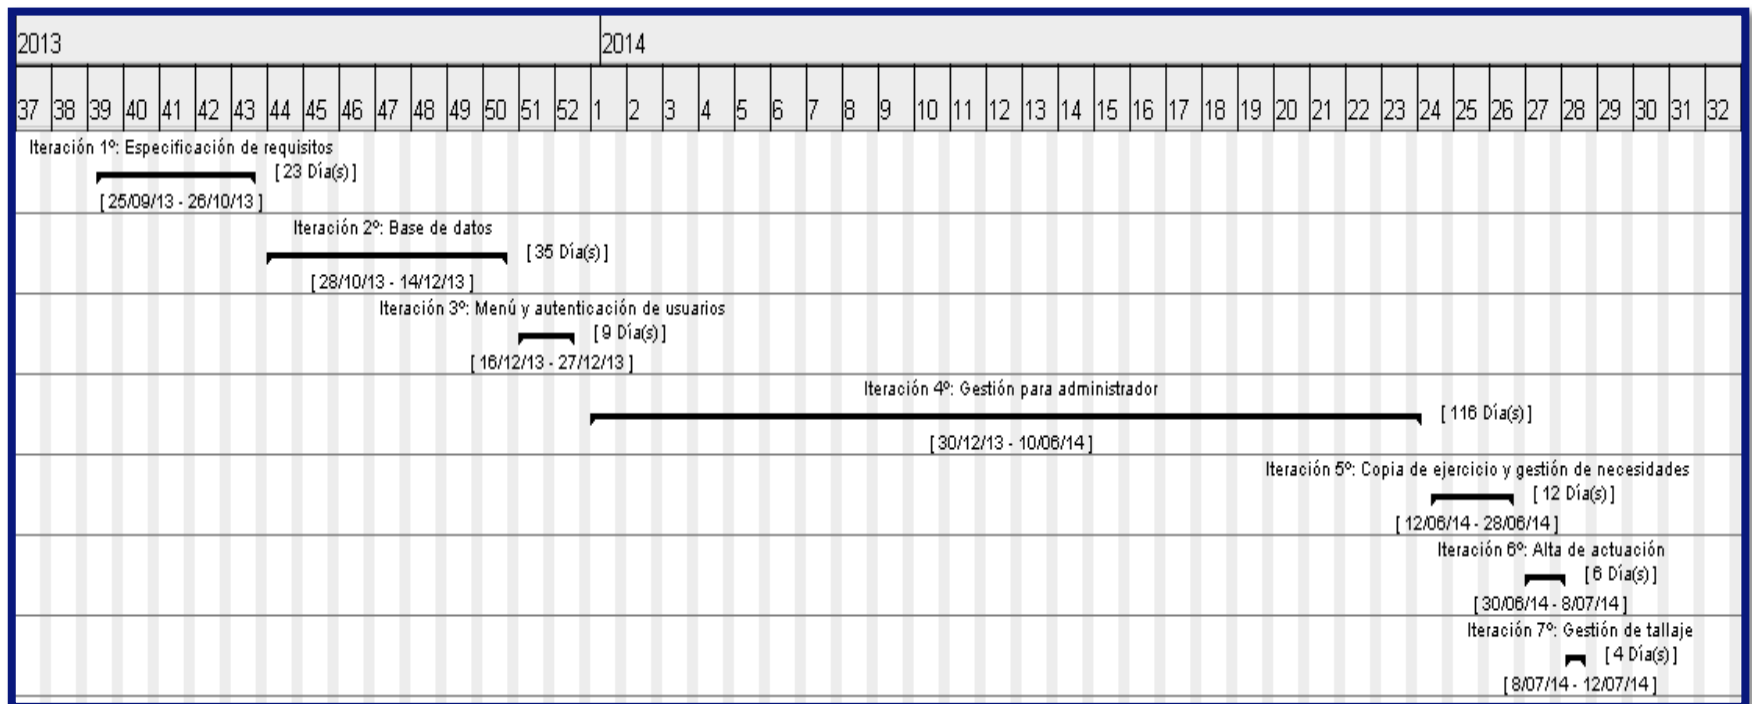 2013 2014
37 38 39 40 41 42 43 44 45 46 47 48 49 50 51 52 1 2 3 4 5 6 7 8 9 10 11 12 13 14 15 16 17 18 19 20 21 22 23 24 25 26 27 28 29 30 31 32
Iteración 1º: Especificación de requisitos
[ 23 Día(s) ]
[ 25/09/13 - 26/10/13 ]
Iteración 2º: Base de datos
[ 35 Día(s) ]
[ 28/10/13 - 14/12/13 ]
Iteración 3º: Menú y autenticación de usuarios
[ 9 Día(s) ]
[ 16/12/13 - 27/12/13 ]
Iteración 4º: Gestión para administrador
[ 116 Día(s) ]
[ 30/12/13 - 10/06/14 ]
Iteración 5º: Copia de ejercicio y gestión de necesidades
[ 12 Día(s) ]
[ 12/06/14 - 28/06/14 ]
Iteración 6º: Alta de actuación
[ 6 Día(s) ]
[ 30/06/14 - 8/07/14 ]
Iteración 7º: Gestión de tallaje
[ 4 Día(s) ]
[ 8/07/14 - 12/07/14 ]